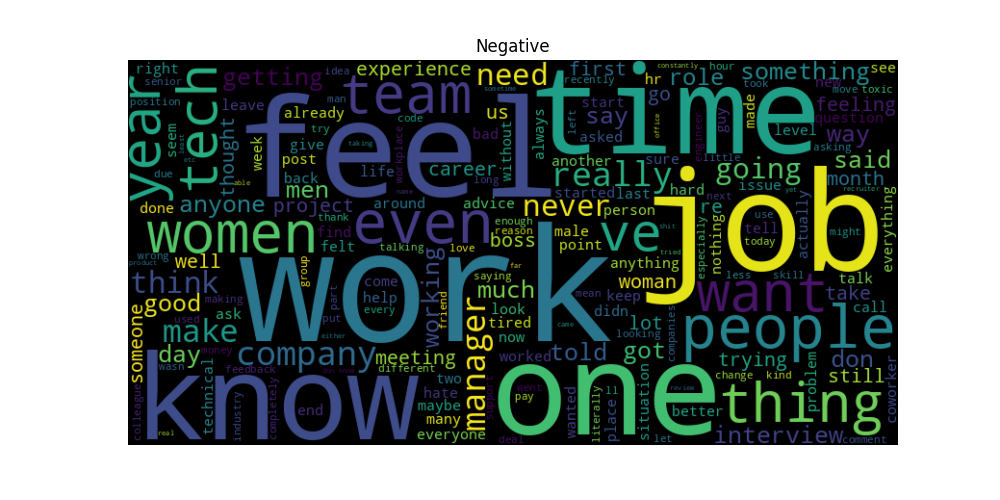 Negative
right
getting
experience
need
first
constantly
hour
something
see
senior
idea
recently
hr
role
took
move
toxic
new
position
leave
man
team
sometime
go
made
feeling
year
tech
feel
time
already
code
us
start
say
guy
level
question
way
seem
thought
week
try
bad
without
always
left
asked
office
engineer
asking
least
etc
give
post
taking
workplace
another
sure
little
going
said
due
back
life
career
long
really
issue
month
recruiter
able
men
name
started
last
hard
next
actually
yet
done
anyone
project
around
advice
never
person
re
use
everything
thank
enough
shit
job
might
women
find
even
reason
male
ve
especially
nothing
tell
felt
talking
boss
point
tried
today
wrong
well
group
love
far
anything
product
think
come
working
saying
woman
less
skill
talk
work
part
help
much
mean
keep
want
take
making
every
friend
look
didn
good
used
ask
put
tired
lot
companies
people
call
someone
make
either
manager
now
came
looking
day
company
meeting
worked
told
got
trying
don
wasn
money
different
problem
coworker
feedback
two
went
situation
change
kind
still
know
technical
hate
support
pay
wanted
literally
place
ll
review
one
better
thing
colleague
industry
completely
end
maybe
many
real
everyone
deal
let
interview
comment